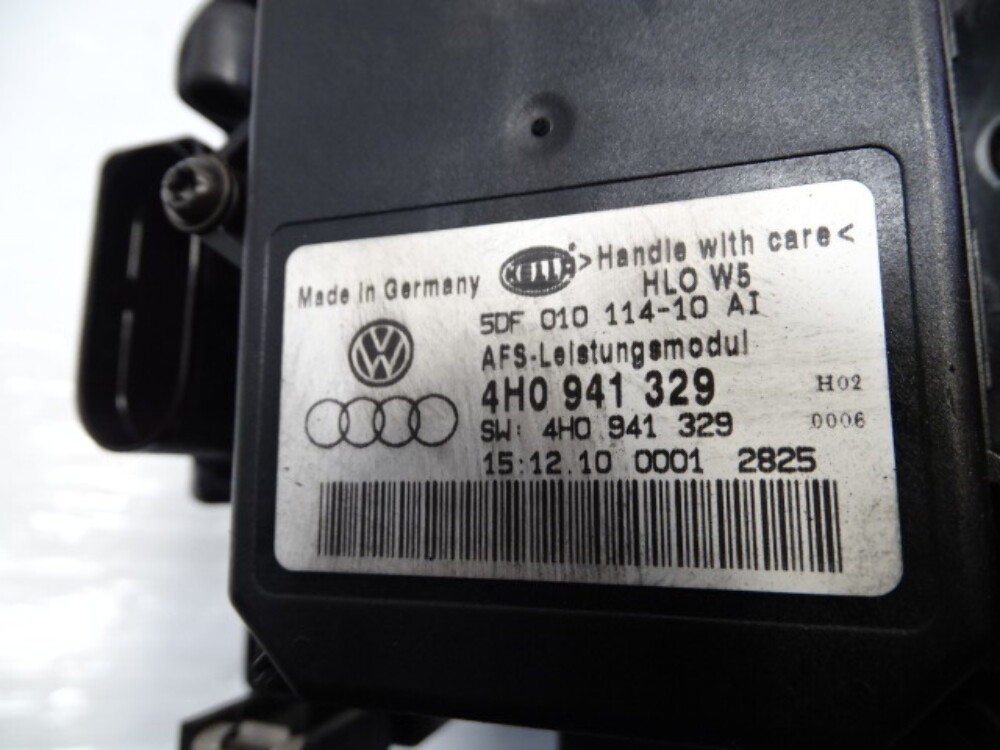 Made in Germany HELLA >Handle with care<
HLO W5
5DF 010 114-10 AI
AFS-Leistungsmodul
4H0 941 329 H02
SW: 4H0 941 329 0006
15.12.10 0001 2825